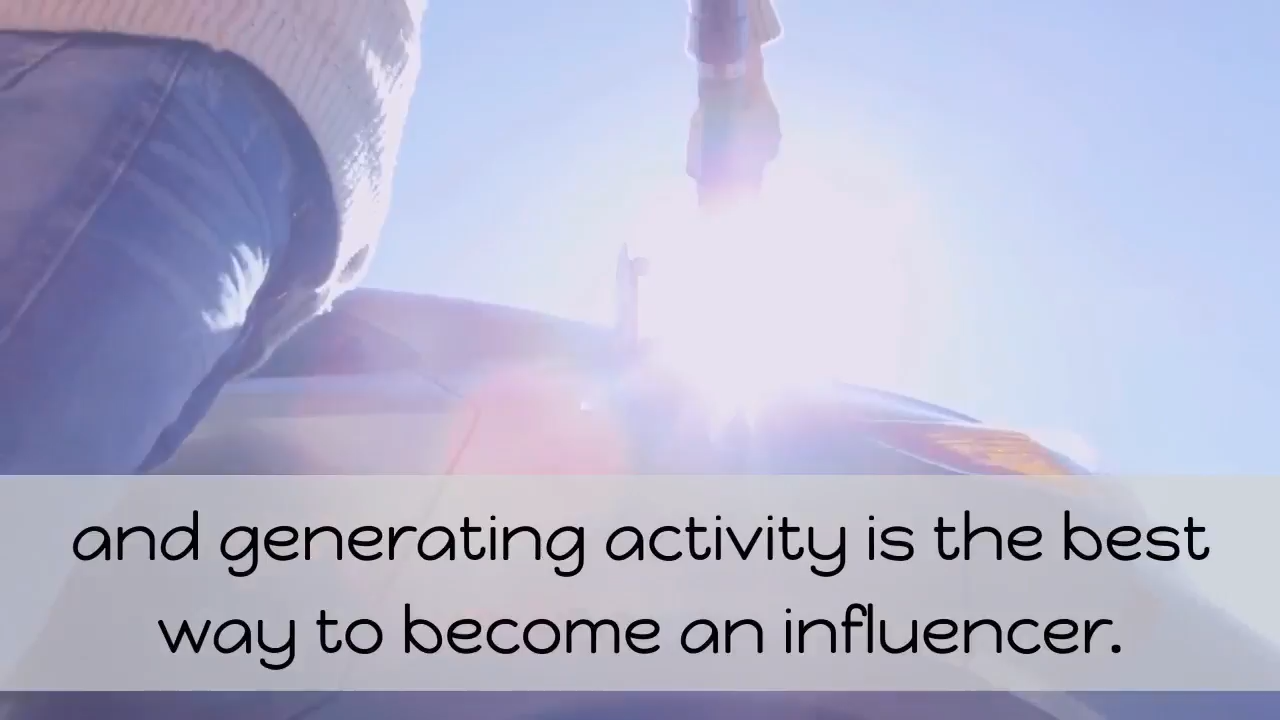 and generating activity is the best
way to become an influencer.